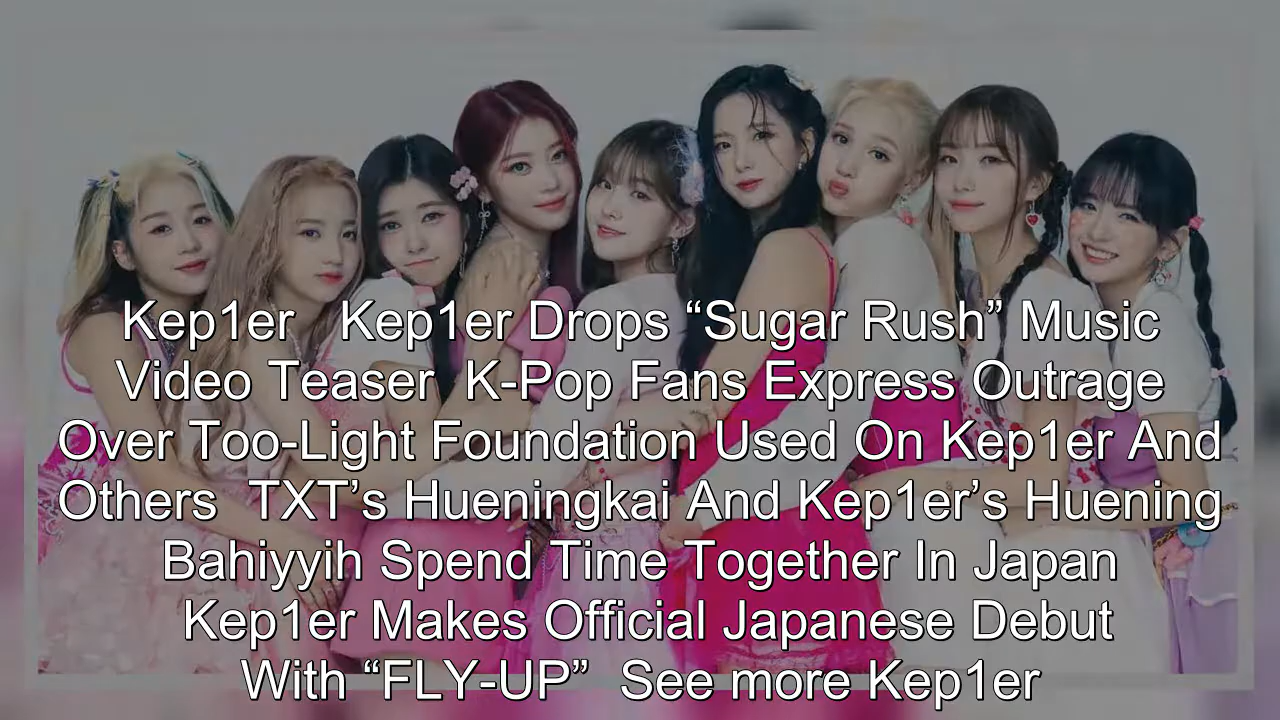 Kep1er   Kep1er Drops “Sugar Rush” Music
Video Teaser  K-Pop Fans Express Outrage
Over Too-Light Foundation Used On Kep1er And
Others  TXT’s Hueningkai And Kep1er’s Huening
Bahiyyih Spend Time Together In Japan
Kep1er Makes Official Japanese Debut
With “FLY-UP”  See more Kep1er